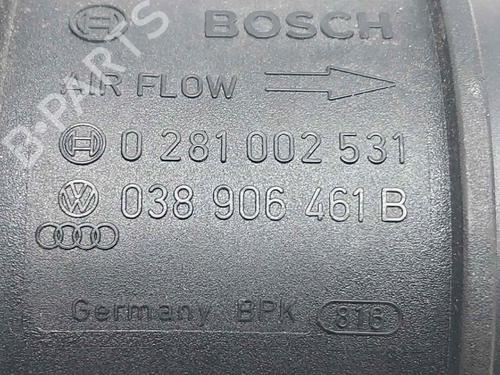 BOSCH
AIR FLOW
0 281 002 531
038 906 461 B
Germany BPK 818
B-PARTS